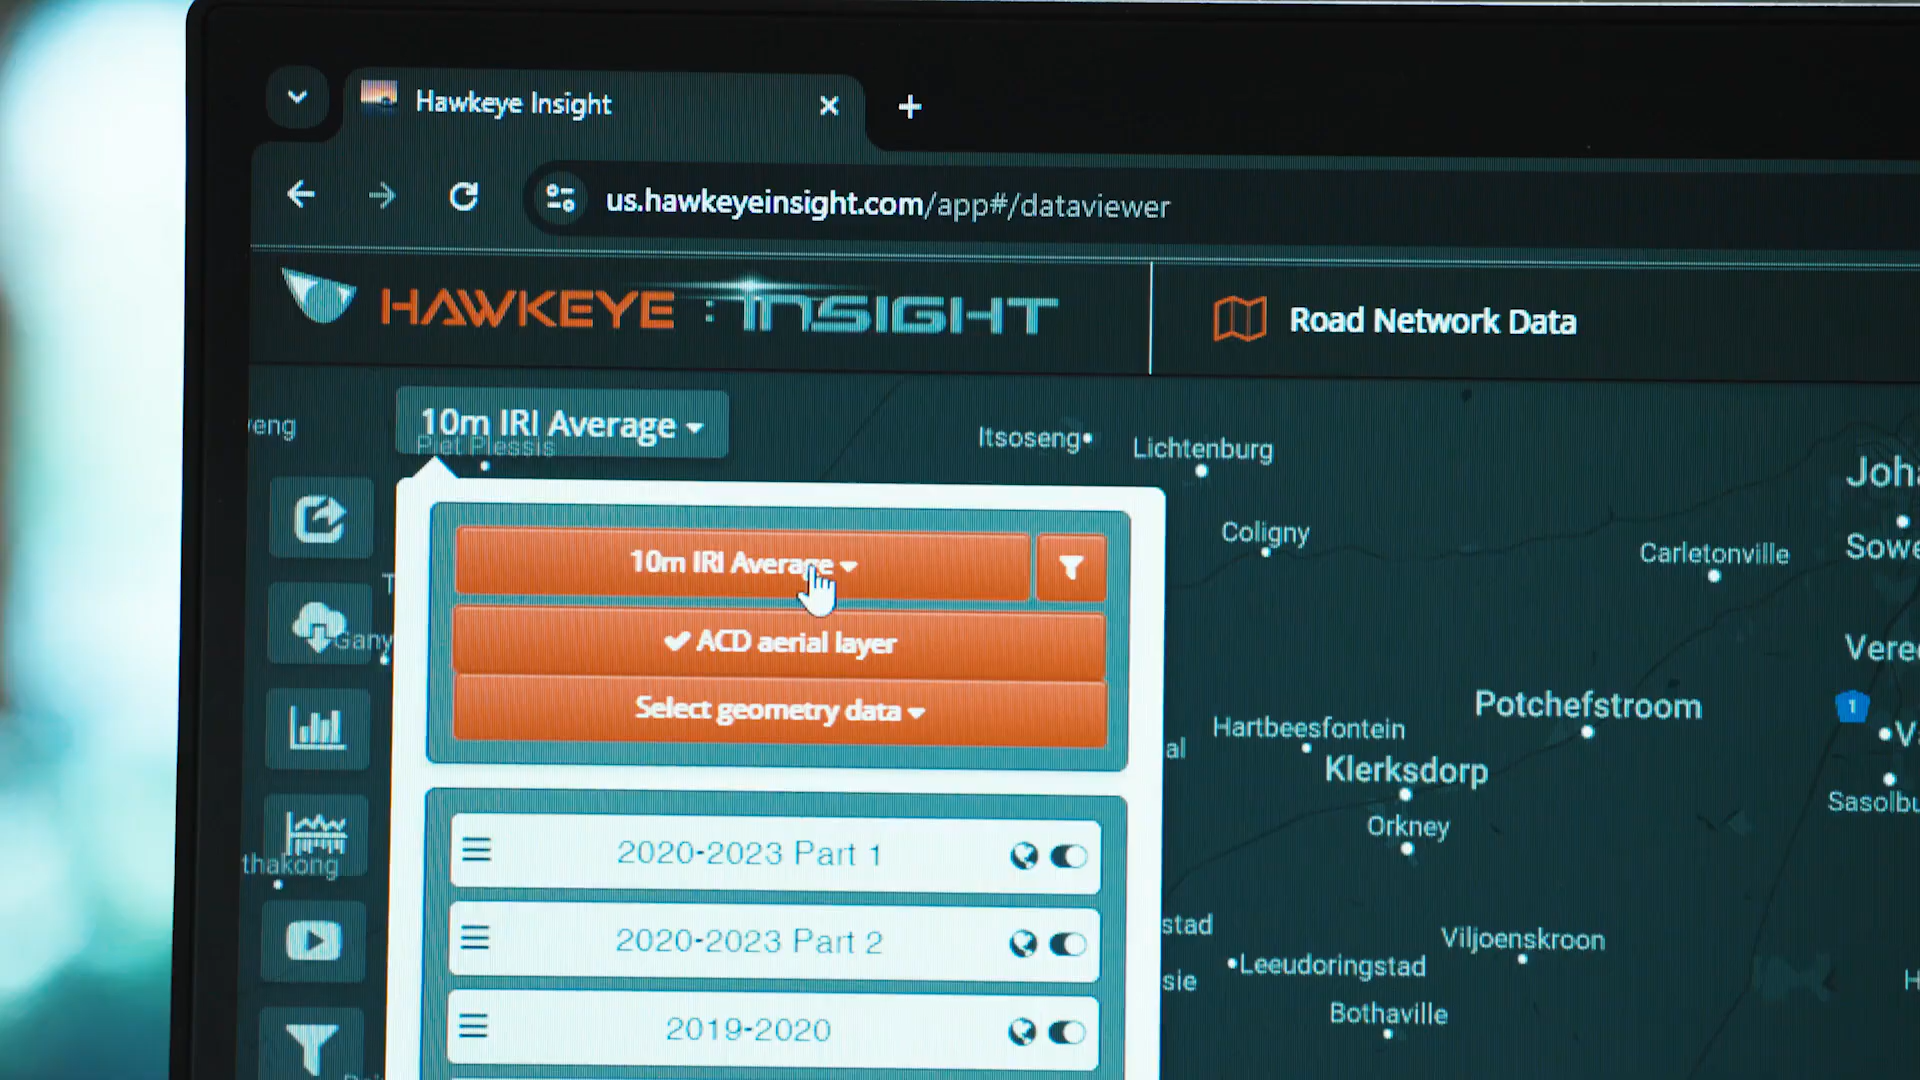 Hawkeye Insight
us.hawkeyeinsight.com/app#/dataviewer
HAWKEYE : INSIGHT
Road Network Data
10m IRI Average
Piet Plessis
Itsoseng
Lichtenburg
Joh
10m IRI Average
Coligny
Carletonville
Sowe
ACD aerial layer
Gany
Vere
Select geometry data
Potchefstroom
1
Hartbeesfontein
al
Klerksdorp
Sasolbu
Orkney
2020-2023 Part 1
thakong
stad
2020-2023 Part 2
Viljoenskroon
Leeudoringstad
sie
Bothaville
2019-2020